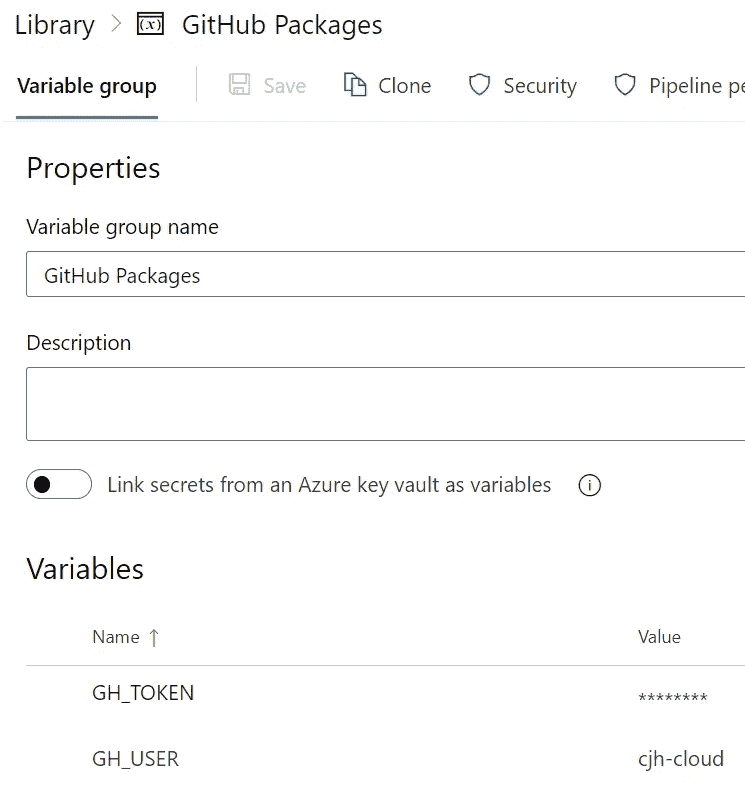 Library > (x) GitHub Packages
Variable group Save Clone Security Pipeline pe
Properties
Variable group name
GitHub Packages
Description
Link secrets from an Azure key vault as variables
Variables
Name ↑ Value
GH_TOKEN ********
GH_USER cjh-cloud